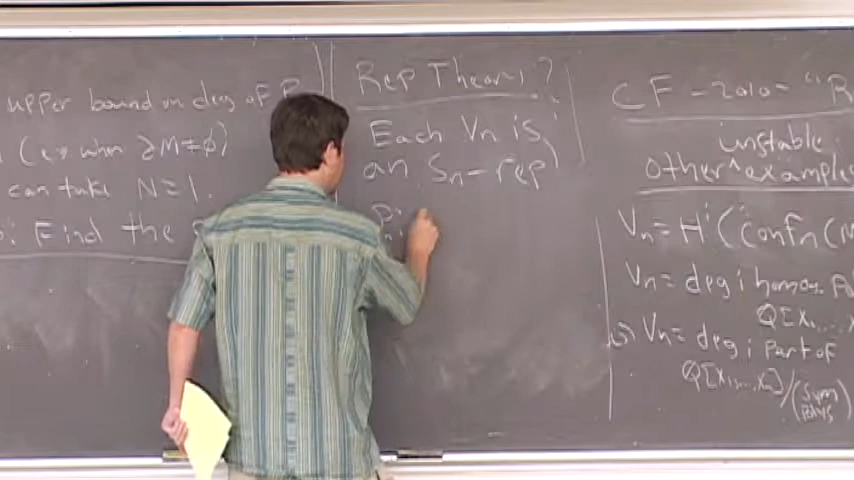 upper bound on deg of P
(e.g. when ∂M≠φ)
can take N=1.
: Find the
Rep Theory?
Each Vn is
an Sn-rep
CF - 2010 = "R
unstable
other ^ examples
Vn = H^i(Confn(M
Vn = deg i homog. Po
Q[x1,...,x
Vn = deg i part of
Q[x1,...,xn]/(Sym
Polys)